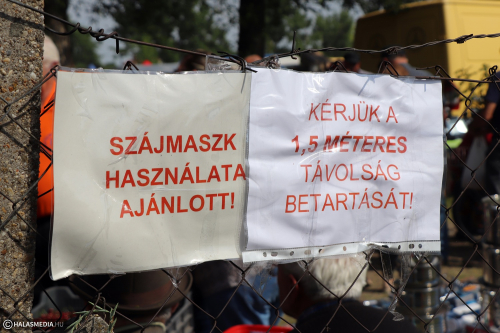 SZÁJMASZK
HASZNÁLATA
AJÁNLOTT!
KÉRJÜK A
1,5 MÉTERES
TÁVOLSÁG
BETARTÁSÁT!
© HALASMEDIA.HU